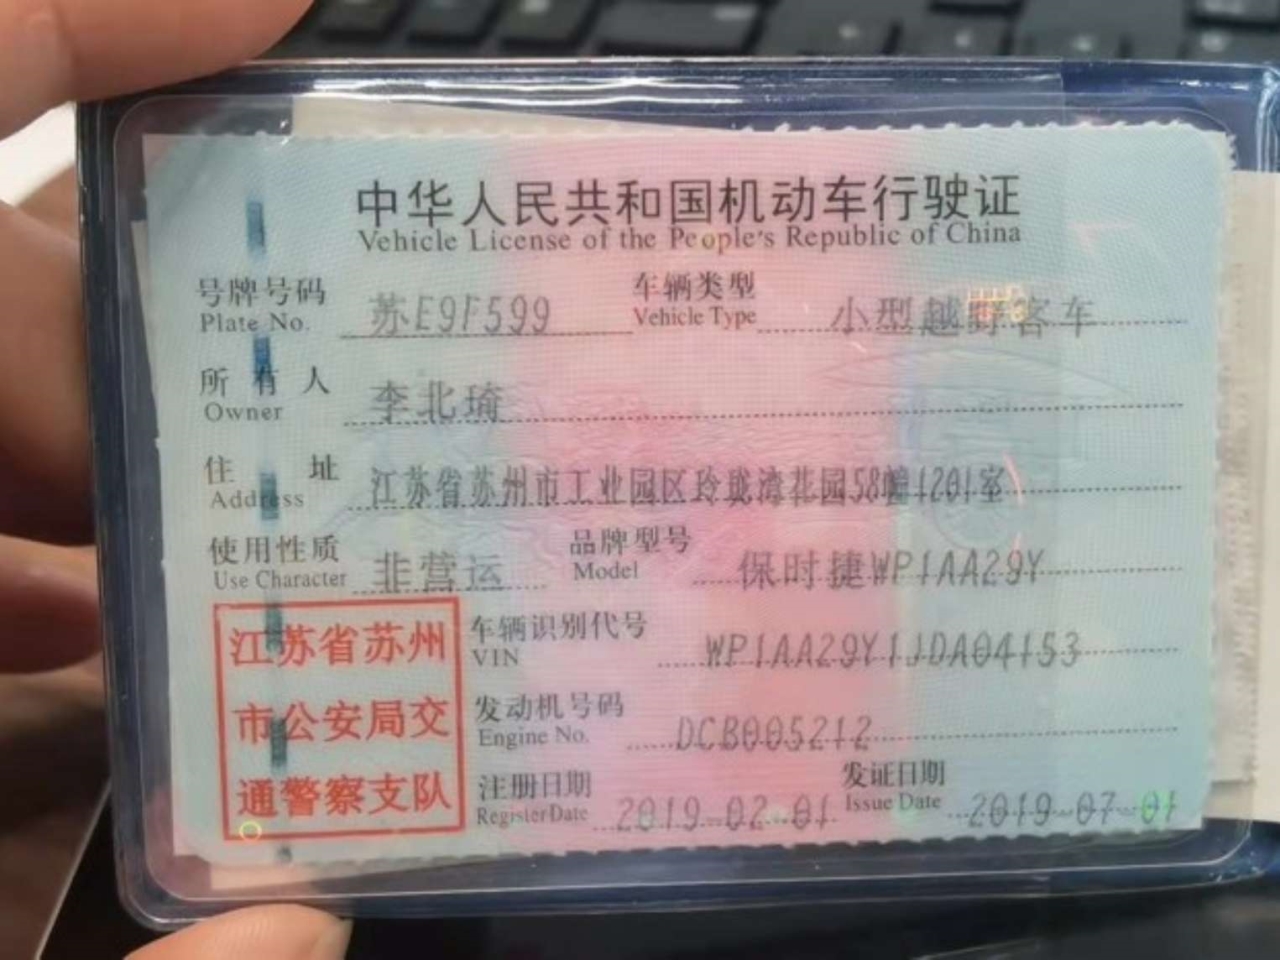 中华人民共和国机动车行驶证
Vehicle License of the People's Republic of China
号牌号码 苏E9F599 车辆类型 小型越野客车
Plate No. Vehicle Type
所有人 李北琦
Owner
住址 江苏省苏州市工业园区玲珑湾花园58幢1201室
Address
使用性质 非营运 品牌型号 保时捷WP1AA29Y
Use Character Model
江苏省苏州
市公安局交
通警察支队
车辆识别代号 WP1AA29Y1JDA04153
VIN
发动机号码 DCB005212
Engine No.
注册日期 2019-02-01 发证日期 2019-07-01
Register Date Issue Date